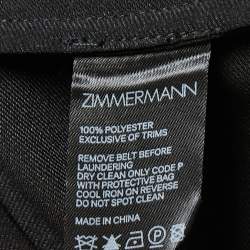 ZIMMERMANN
100% POLYESTER
EXCLUSIVE OF TRIMS
REMOVE BELT BEFORE
DRY CLEAN ONLY CODE P
WITH PROTECTIVE BAG
COOL IRON ON REVERSE
DO NOT SPOT CLEAN
MADE IN CHINA